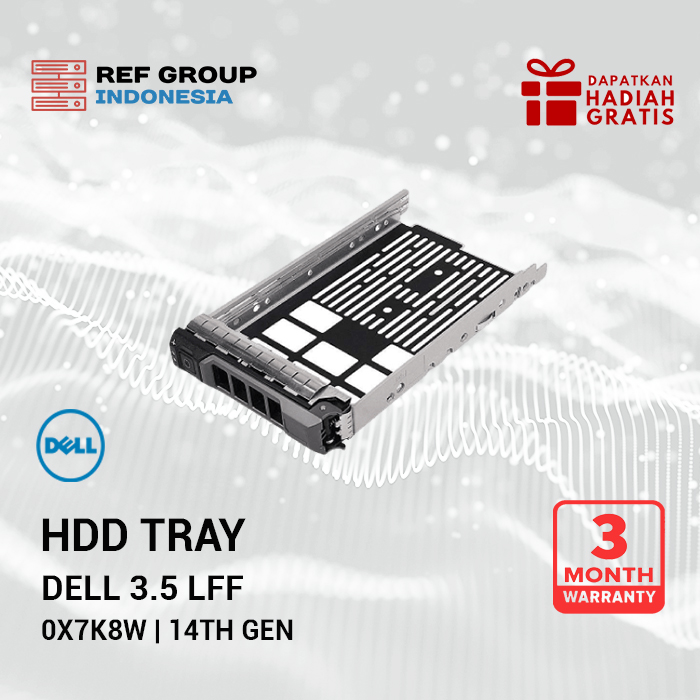 REF GROUP
INDONESIA
DAPATKAN
HADIAH
GRATIS
DELL
HDD TRAY
DELL 3.5 LFF
0X7K8W | 14TH GEN
3
MONTH
WARRANTY